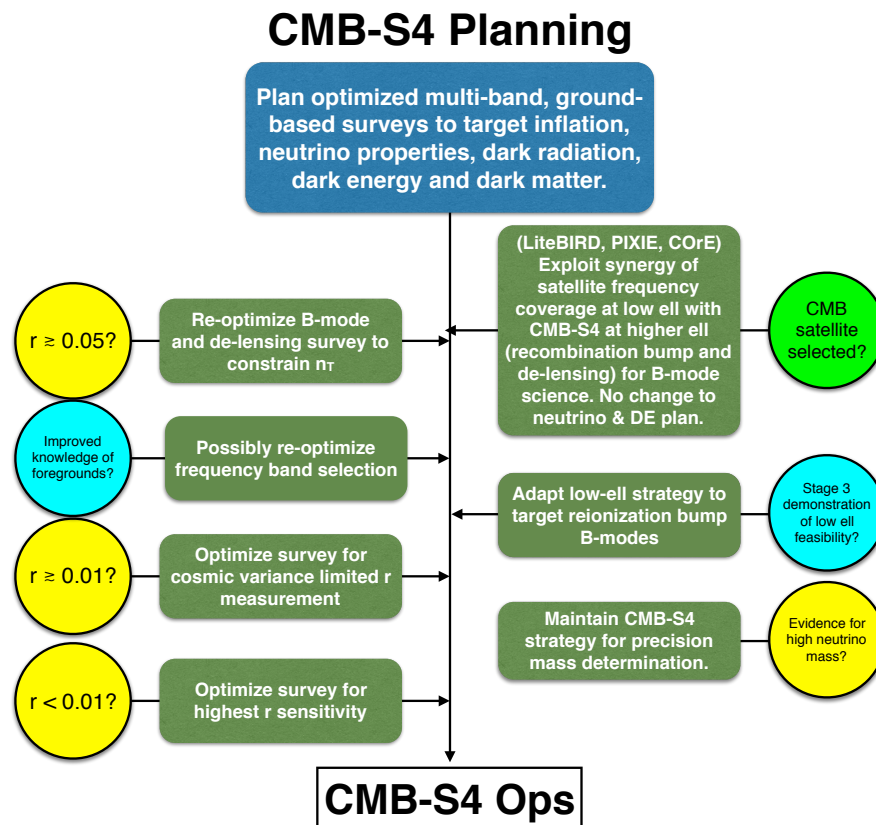 CMB-S4 Planning
Plan optimized multi-band, ground-
based surveys to target inflation,
neutrino properties, dark radiation,
dark energy and dark matter.
(LiteBIRD, PIXIE, COrE)
Exploit synergy of
satellite frequency
coverage at low ell with
CMB-S4 at higher ell
(recombination bump and
de-lensing) for B-mode
science. No change to
neutrino & DE plan.
CMB
satellite
selected?
r ≳ 0.05?
Re-optimize B-mode
and de-lensing survey to
constrain nT
Improved
knowledge of
foregrounds?
Possibly re-optimize
frequency band selection
Adapt low-ell strategy to
target reionization bump
B-modes
Stage 3
demonstration
of low ell
feasibility?
r ≳ 0.01?
Optimize survey for
cosmic variance limited r
measurement
Maintain CMB-S4
strategy for precision
mass determination.
Evidence for
high neutrino
mass?
r < 0.01?
Optimize survey for
highest r sensitivity
CMB-S4 Ops